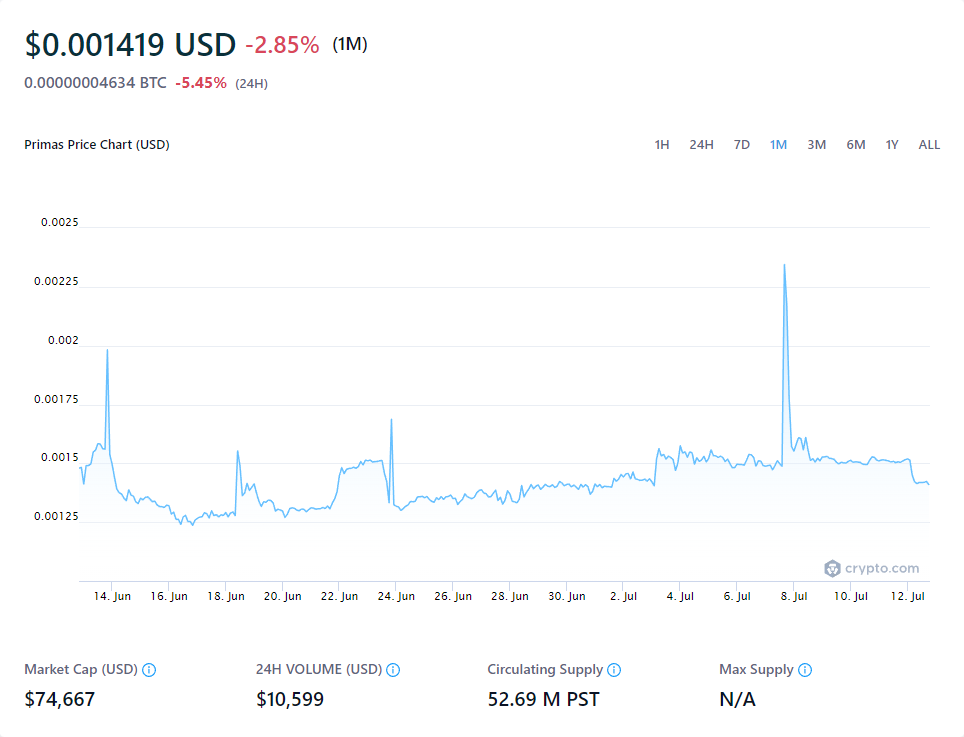 $0.001419 USD -2.85% (1M)
0.00000004634 BTC -5.45% (24H)
Primas Price Chart (USD) 1H 24H 7D 1M 3M 6M 1Y ALL
0.0025
0.00225
0.002
0.00175
0.0015
0.00125
crypto.com
14. Jun 16. Jun 18. Jun 20. Jun 22. Jun 24. Jun 26. Jun 28. Jun 30. Jun 2. Jul 4. Jul 6. Jul 8. Jul 10. Jul 12. Jul
Market Cap (USD) 24H VOLUME (USD) Circulating Supply Max Supply
$74,667 $10,599 52.69 M PST N/A